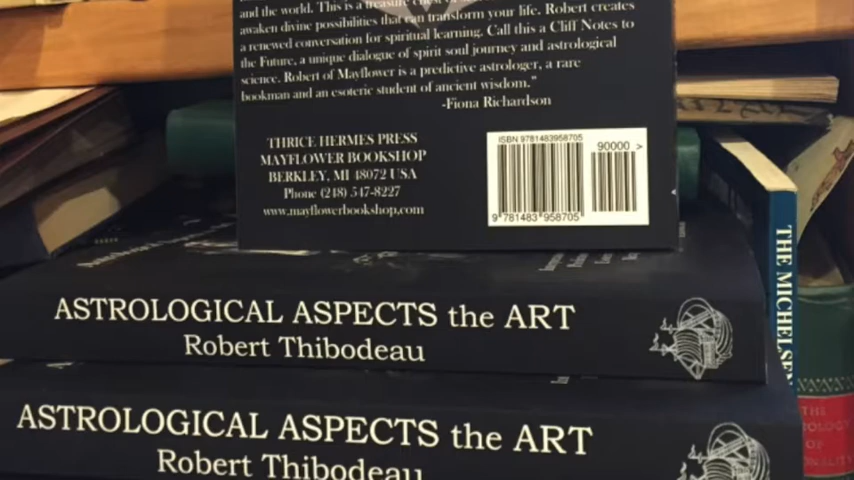 and the world. This is a treasure chest of
awaken divine possibilities that can transform your life. Robert creates
a renewed conversation for spiritual learning. Call this a Cliff Notes to
the Future, a unique dialogue of spirit soul journey and astrological
science. Robert of Mayflower is a predictive astrologer, a rare
bookman and an esoteric student of ancient wisdom."
-Fiona Richardson
THRICE HERMES PRESS
MAYFLOWER BOOKSHOP
BERKLEY, MI 48072 USA
Phone (248) 547-8227
www.mayflowerbookshop.com
ISBN 9781483958705
90000 >
9 781483 958705
ASTROLOGICAL ASPECTS the ART
Robert Thibodeau
ASTROLOGICAL ASPECTS the ART
Robert Thibodeau
THE MICHELSEN
THE
OF